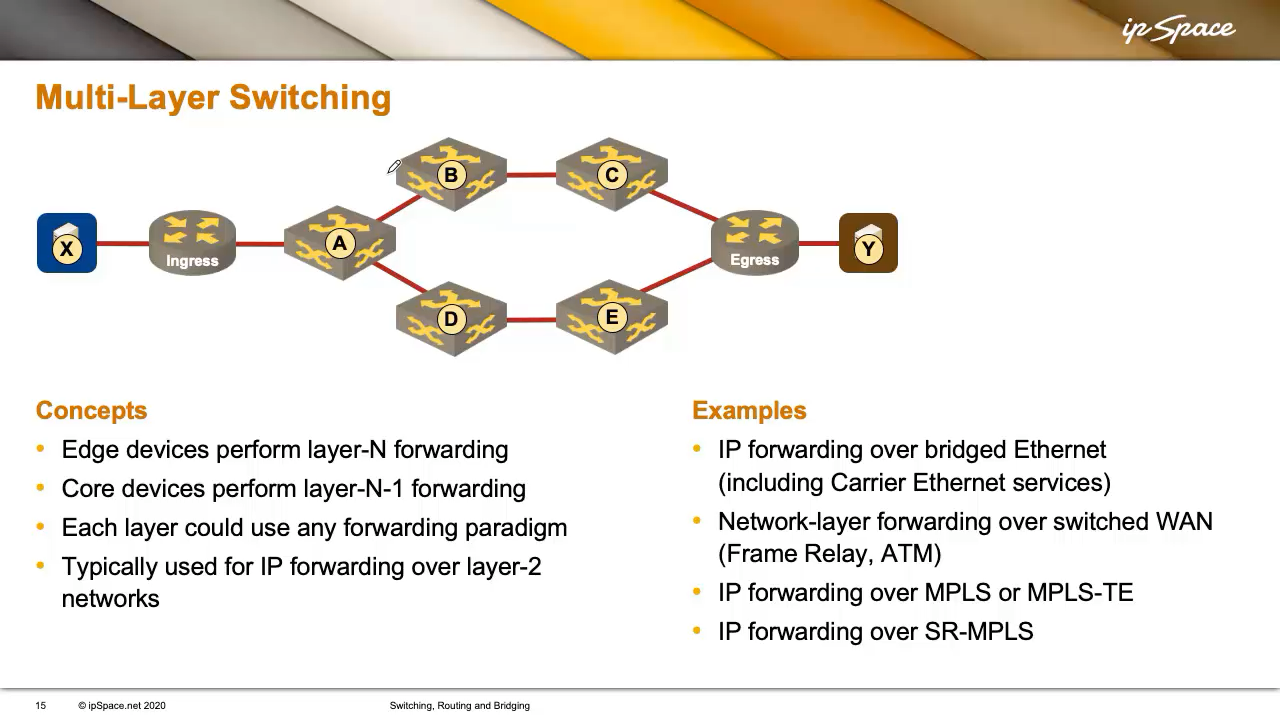 ip Space
Multi-Layer Switching
B
C
X
Ingress
A
Egress
Y
D
E
Concepts
• Edge devices perform layer-N forwarding
• Core devices perform layer-N-1 forwarding
• Each layer could use any forwarding paradigm
• Typically used for IP forwarding over layer-2
networks
Examples
• IP forwarding over bridged Ethernet
(including Carrier Ethernet services)
• Network-layer forwarding over switched WAN
(Frame Relay, ATM)
• IP forwarding over MPLS or MPLS-TE
• IP forwarding over SR-MPLS
15 © ipSpace.net 2020 Switching, Routing and Bridging